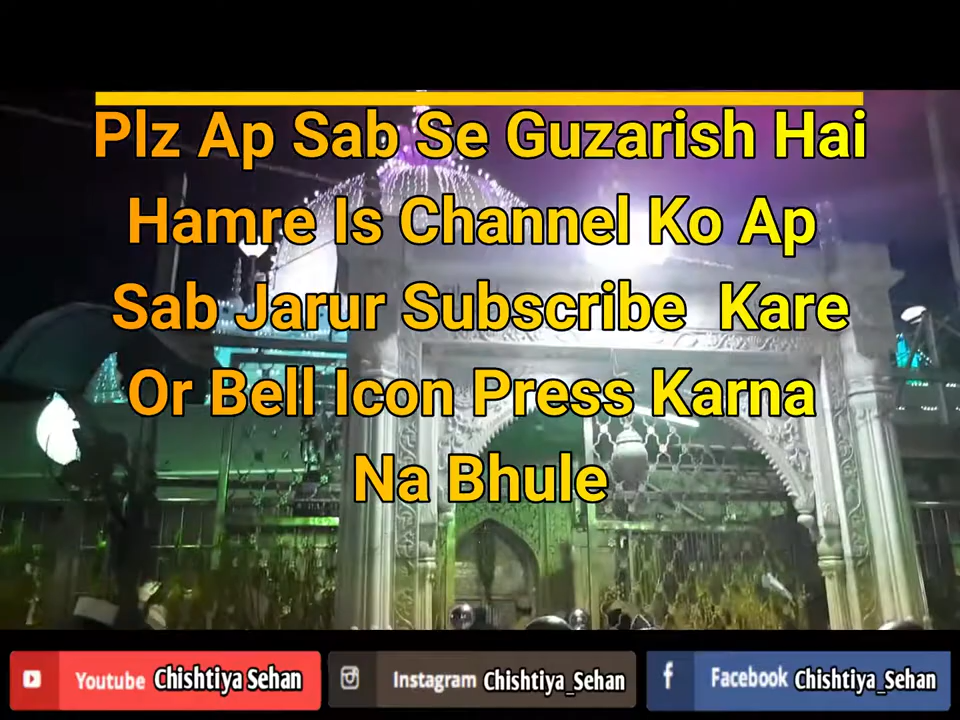 Plz Ap Sab Se Guzarish Hai
Hamre Is Channel Ko Ap
Sab Jarur Subscribe Kare
Or Bell Icon Press Karna
Na Bhule
Youtube Chishtiya Sehan
Instagram Chishtiya_Sehan
Facebook Chishtiya_Sehan